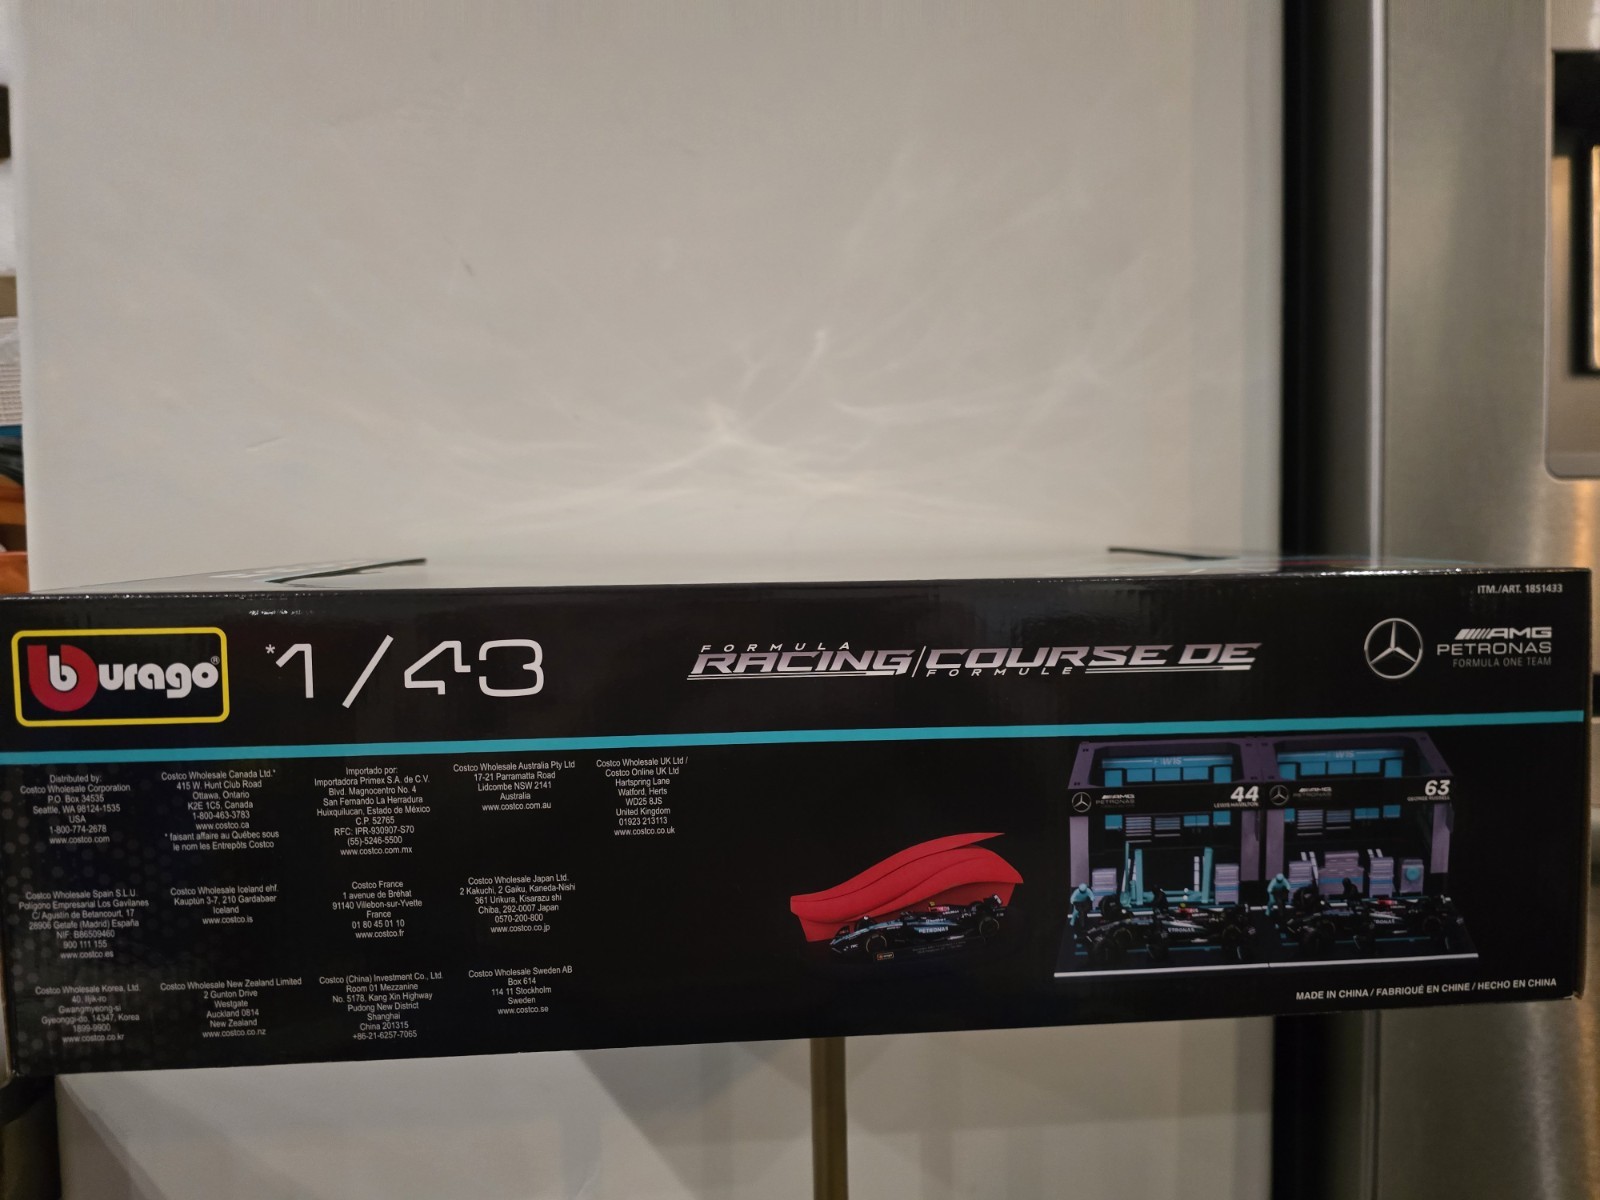 ITM./ART. 1851433
burago®
*1/43
FORMULA
RACING/COURSE DE
FORMULE
AMG
PETRONAS
FORMULA ONE TEAM
Distributed by:
Costco Wholesale Corporation
P.O. Box 34535
Seattle, WA 98124-1535
USA
1-800-774-2678
www.costco.com
Costco Wholesale Canada Ltd.*
415 W. Hunt Club Road
Ottawa, Ontario
K2E 1C5, Canada
1-800-463-3783
www.costco.ca
* faisant affaire au Québec sous
le nom les Entrepôts Costco
Importado por:
Importadora Primex S.A. de C.V.
Blvd. Magnocentro No. 4
San Fernando La Herradura
Huixquilucan, Estado de México
C.P. 52765
RFC: IPR-930907-S70
(55)-5246-5500
www.costco.com.mx
Costco Wholesale Australia Pty Ltd
17-21 Parramatta Road
Lidcombe NSW 2141
Australia
www.costco.com.au
Costco Wholesale UK Ltd /
Costco Online UK Ltd
Hartspring Lane
Watford, Herts
WD25 8JS
United Kingdom
01923 213113
www.costco.co.uk
Costco Wholesale Spain S.L.U.
Polígono Empresarial Los Gavilanes
C/ Agustín de Betancourt, 17
28906 Getafe (Madrid) España
NIF: B86509460
900 111 155
www.costco.es
Costco Wholesale Iceland ehf.
Kauptún 3-7, 210 Gardabaer
Iceland
www.costco.is
Costco France
1 avenue de Bréhat
91140 Villebon-sur-Yvette
France
01 80 45 01 10
www.costco.fr
Costco Wholesale Japan Ltd.
2 Kakuchi, 2 Gaiku, Kaneda-Nishi
361 Urikura, Kisarazu shi
Chiba, 292-0007 Japan
0570-200-800
www.costco.co.jp
Costco Wholesale Korea, Ltd.
40, Iljik-ro
Gwangmyeong-si
Gyeonggi-do, 14347, Korea
1899-9900
www.costco.co.kr
Costco Wholesale New Zealand Limited
2 Gunton Drive
Westgate
Auckland 0814
New Zealand
www.costco.co.nz
Costco (China) Investment Co., Ltd.
Room 01 Mezzanine
No. 5178, Kang Xin Highway
Pudong New District
Shanghai
China 201315
+86-21-6257-7065
Costco Wholesale Sweden AB
Box 614
114 11 Stockholm
Sweden
www.costco.se
PETRONAS
W15
W15
AMG
PETRONAS
44
LEWIS HAMILTON
AMG
PETRONAS
63
GEORGE RUSSELL
MADE IN CHINA / FABRIQUÉ EN CHINE / HECHO EN CHINA